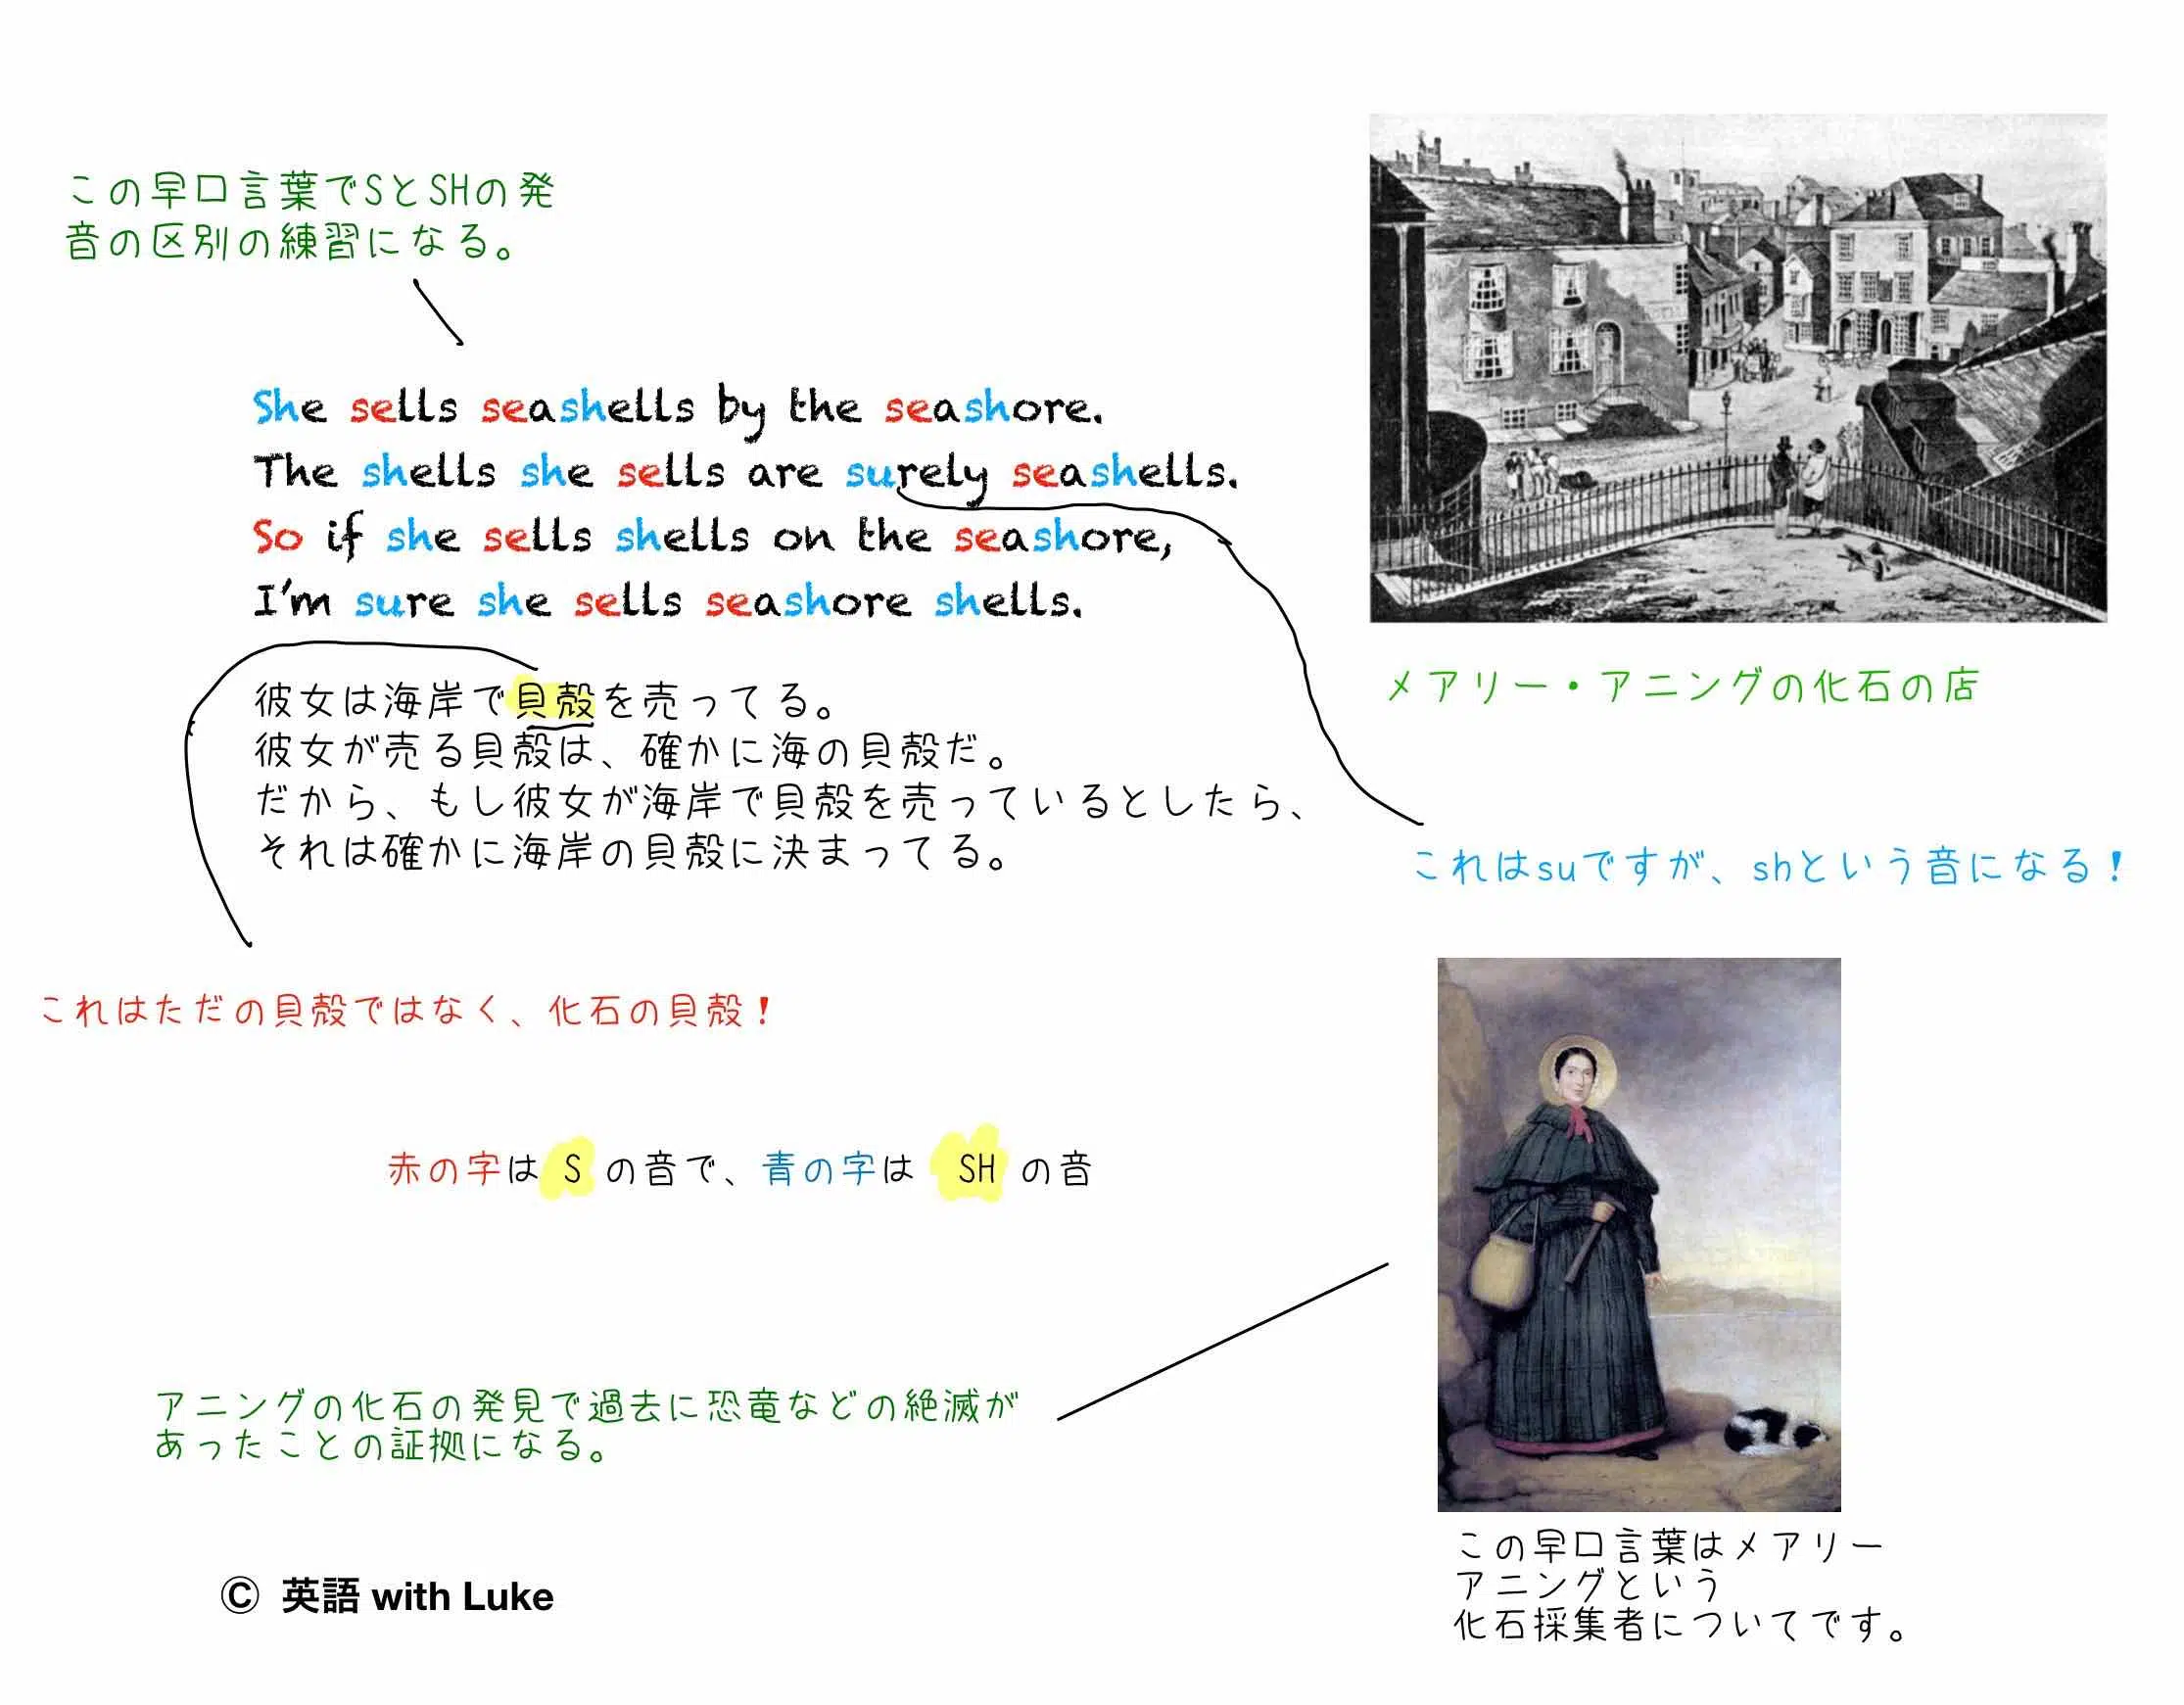 この早口言葉でSとSHの発
音の区別の練習になる。
She sells seashells by the seashore.
The shells she sells are surely seashells.
So if she sells shells on the seashore,
I'm sure she sells seashore shells.
彼女は海岸で貝殻を売ってる。
彼女が売る貝殻は、確かに海の貝殻だ。
だから、もし彼女が海岸で貝殻を売っているとしたら、
それは確かに海岸の貝殻に決まってる。
メアリー・アニングの化石の店
これはsuですが、shという音になる！
これはただの貝殻ではなく、化石の貝殻！
赤の字は S の音で、青の字は SH の音
アニングの化石の発見で過去に恐竜などの絶滅が
あったことの証拠になる。
この早口言葉はメアリー
アニングという
化石採集者についてです。
© 英語 with Luke